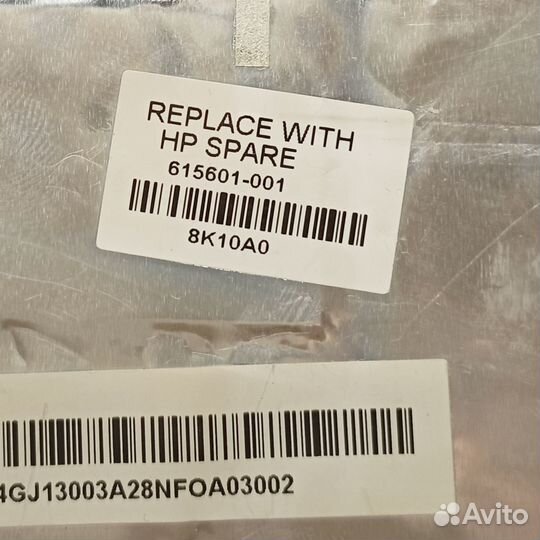 REPLACE WITH
HP SPARE
615601-001
8K10A0
4GJ13003A28NFOA03002
Avito